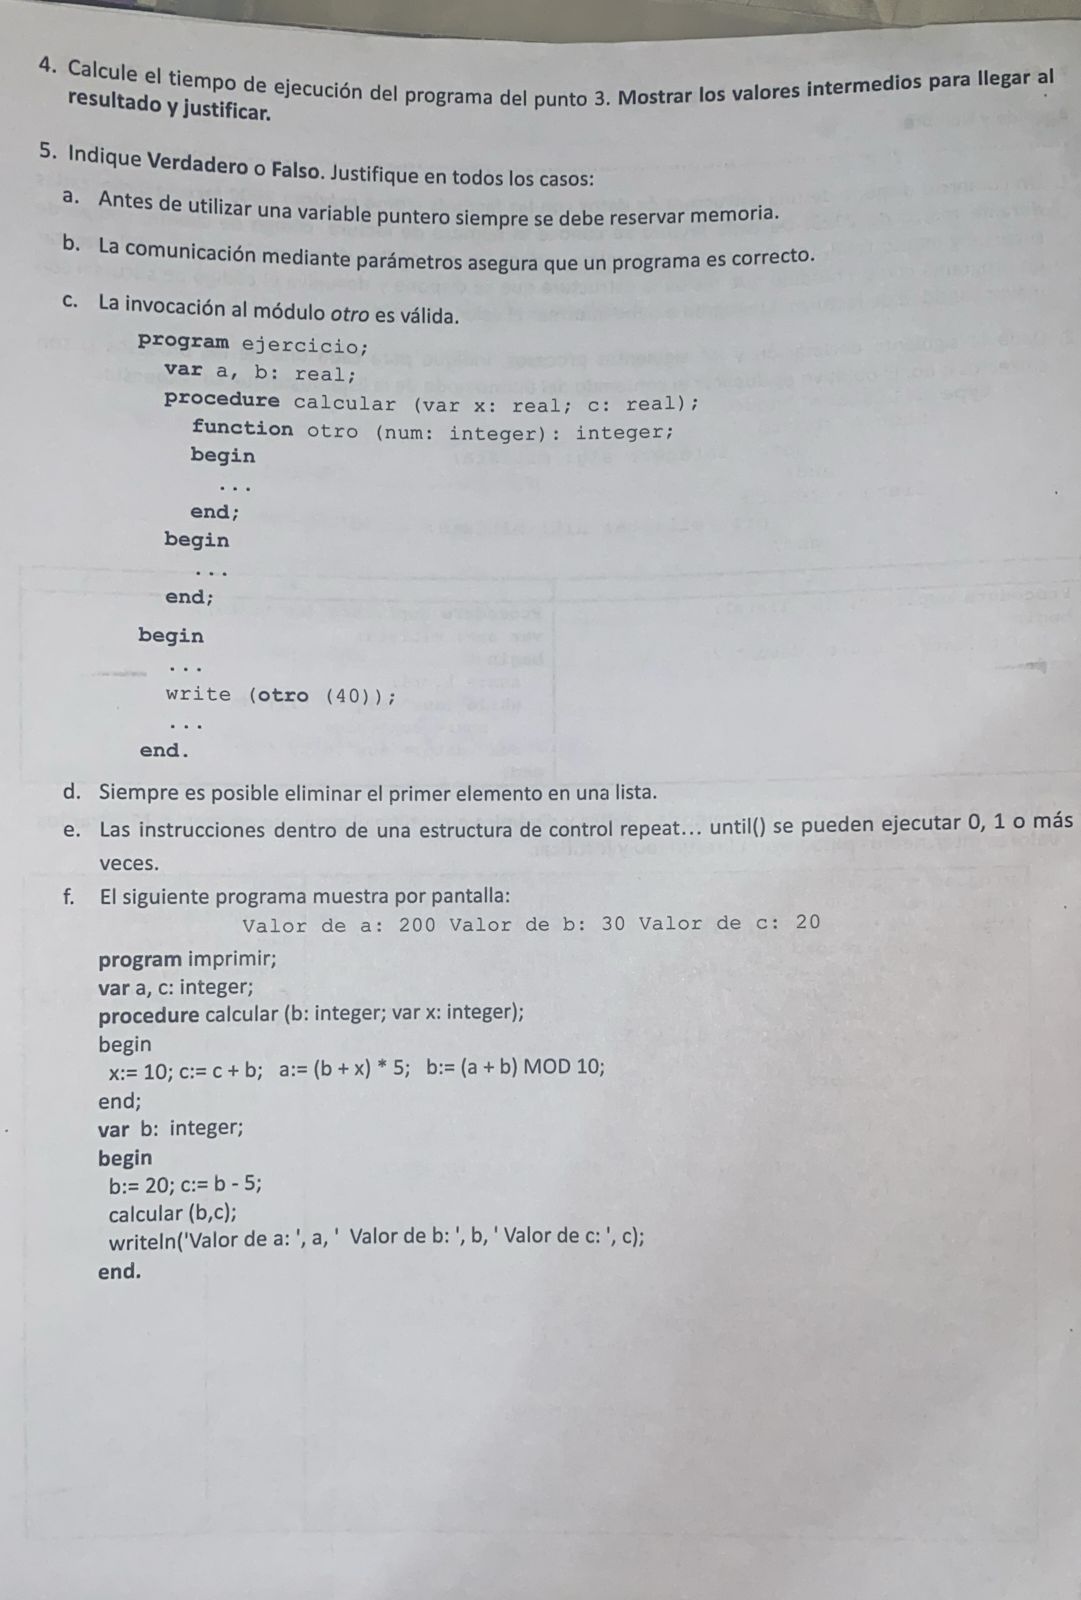 4. Calcule el tiempo de ejecución del programa del punto 3. Mostrar los valores intermedios para llegar al
resultado y justificar.
5. Indique Verdadero o Falso. Justifique en todos los casos:
a. Antes de utilizar una variable puntero siempre se debe reservar memoria.
b. La comunicación mediante parámetros asegura que un programa es correcto.
c. La invocación al módulo otro es válida.
program ejercicio;
var a, b: real;
procedure calcular (var x: real; c: real);
function otro (num: integer): integer;
begin
...
end;
begin
...
end;
begin
...
write (otro (40));
...
end.
d. Siempre es posible eliminar el primer elemento en una lista.
e. Las instrucciones dentro de una estructura de control repeat... until() se pueden ejecutar 0, 1 o más
veces.
f. El siguiente programa muestra por pantalla:
Valor de a: 200 Valor de b: 30 Valor de c: 20
program imprimir;
var a, c: integer;
procedure calcular (b: integer; var x: integer);
begin
x:= 10; c:= c + b; a:= (b + x) * 5; b:= (a + b) MOD 10;
end;
var b: integer;
begin
b:= 20; c:= b - 5;
calcular (b,c);
writeln('Valor de a: ', a, ' Valor de b: ', b, ' Valor de c: ', c);
end.